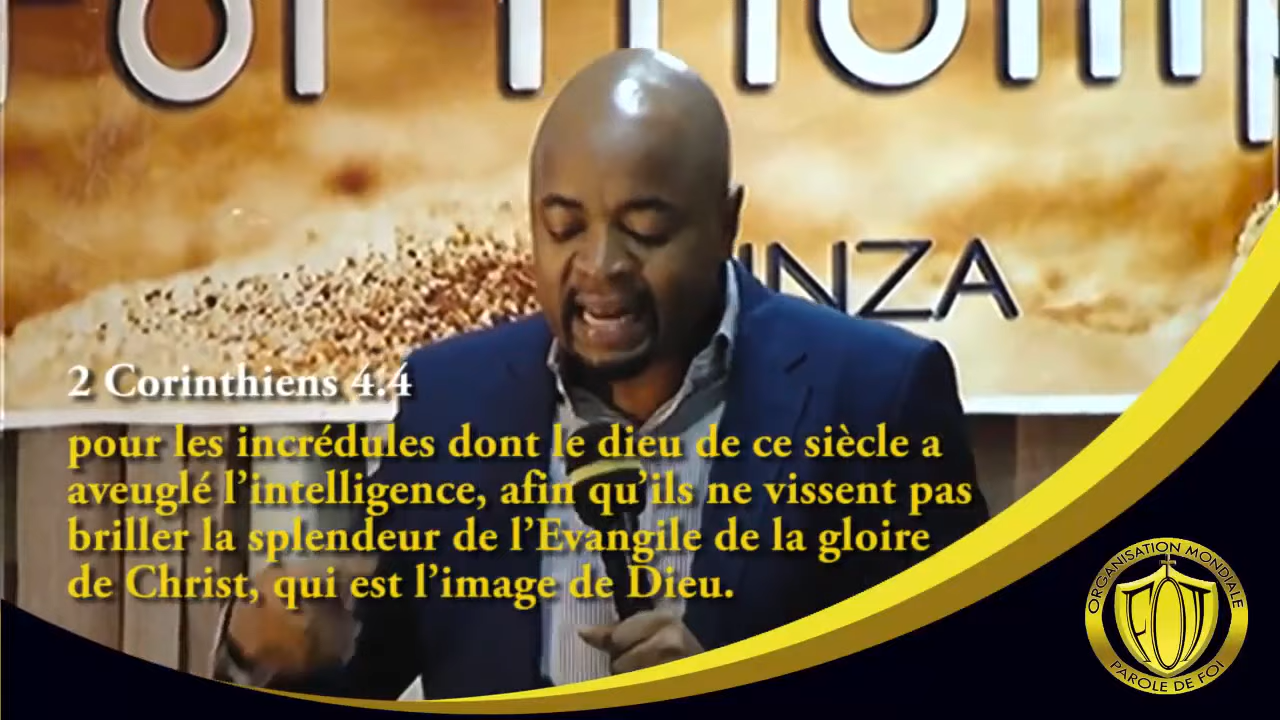 2 Corinthiens 4.4
pour les incrédules dont le dieu de ce siècle a
aveuglé l'intelligence, afin qu'ils ne vissent pas
briller la splendeur de l'Evangile de la gloire
de Christ, qui est l'image de Dieu.
ORGANISATION MONDIALE
FOI
PAROLE DE FOI